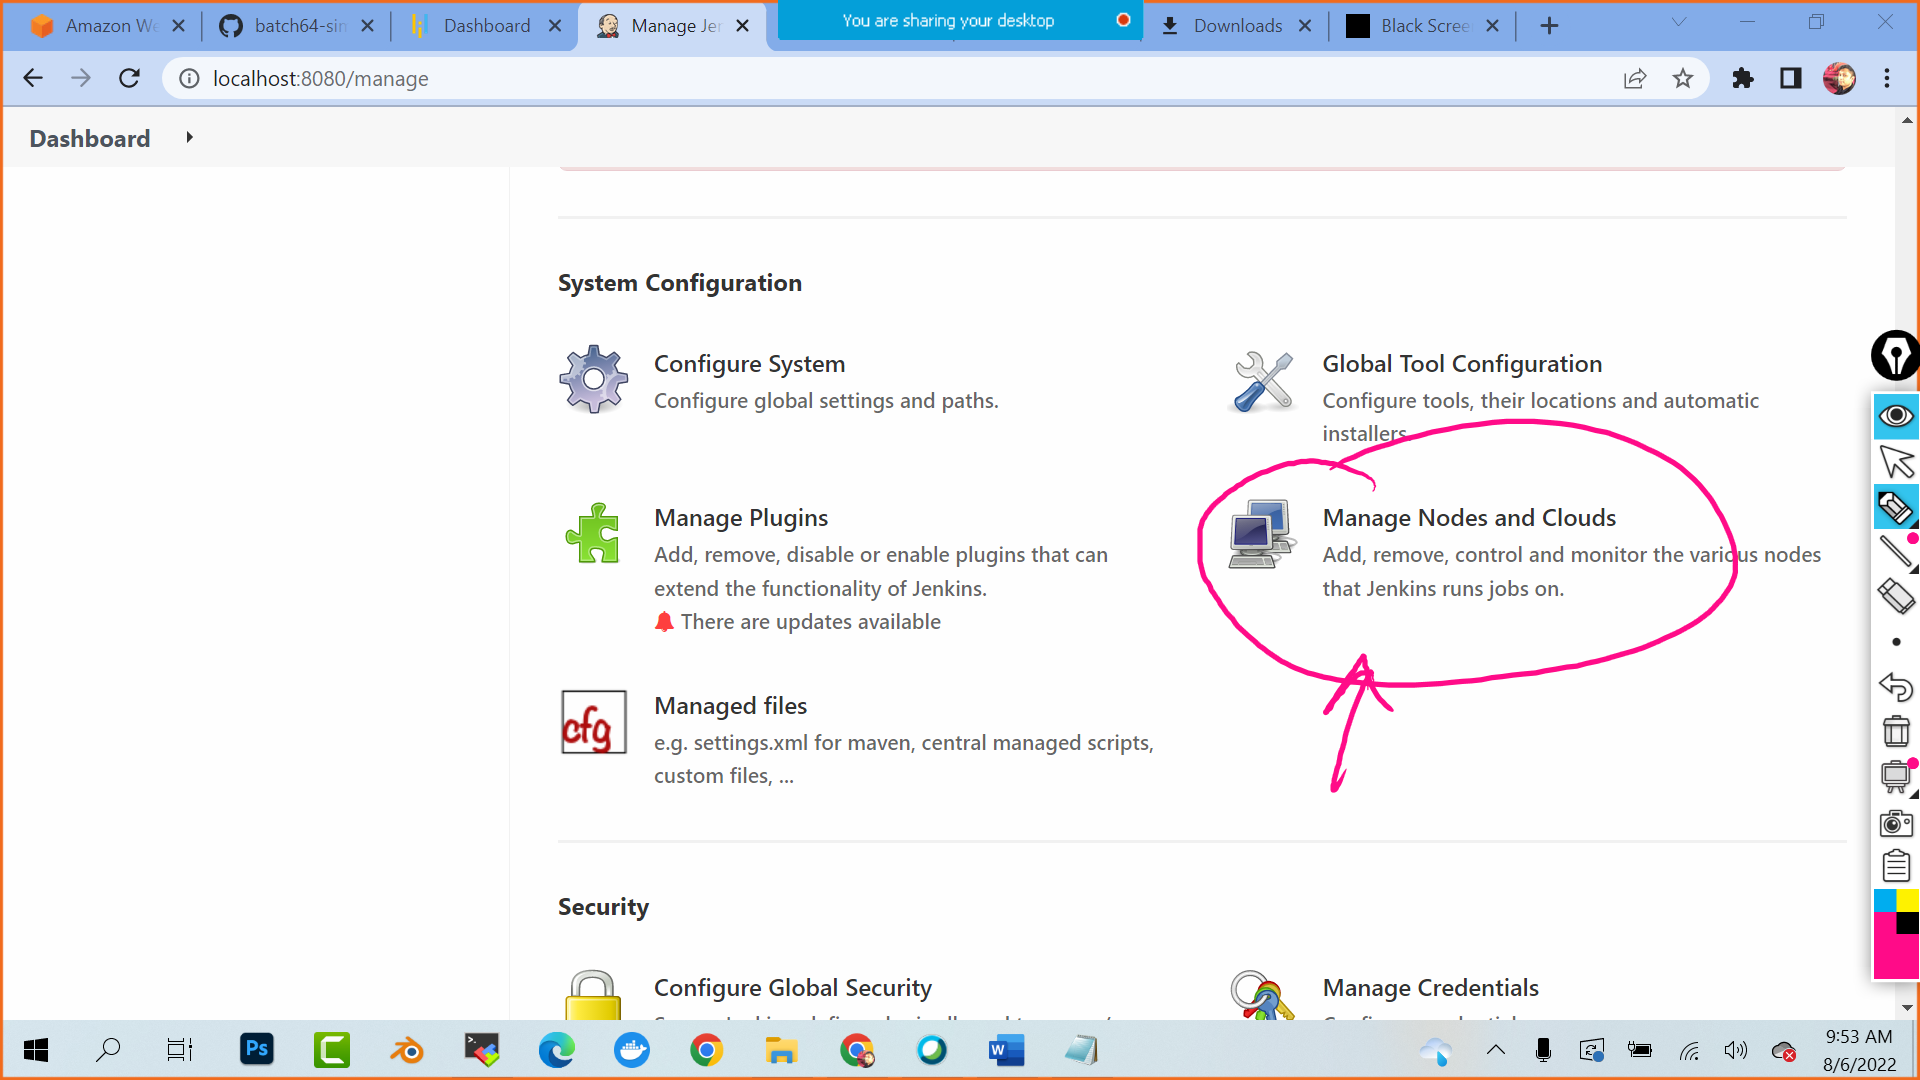 Amazon We
batch64-sim
Dashboard
Manage Jen
You are sharing your desktop
Downloads
Black Scree
localhost:8080/manage
Dashboard
System Configuration
Configure System
Configure global settings and paths.
Global Tool Configuration
Configure tools, their locations and automatic
installers.
Manage Plugins
Add, remove, disable or enable plugins that can
extend the functionality of Jenkins.
There are updates available
Manage Nodes and Clouds
Add, remove, control and monitor the various nodes
that Jenkins runs jobs on.
cfg
Managed files
e.g. settings.xml for maven, central managed scripts,
custom files, ...
Security
Configure Global Security
Manage Credentials
Ps
C
W
9:53 AM
8/6/2022